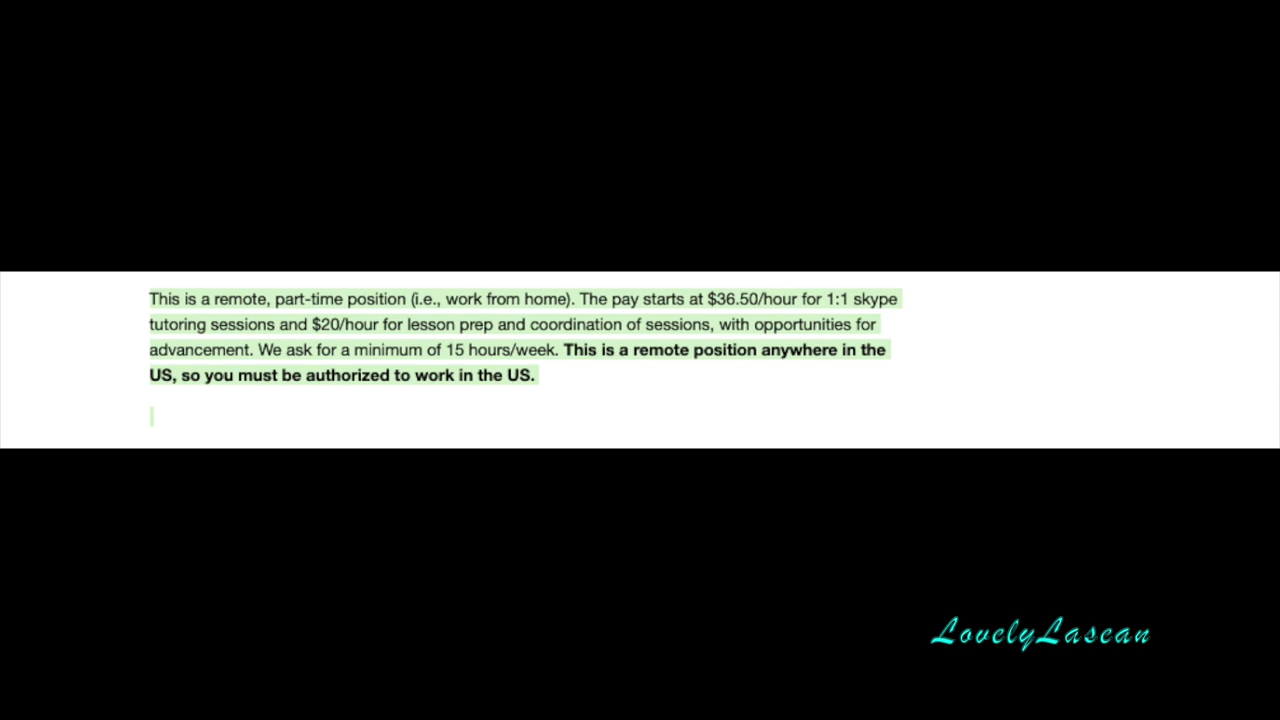 This is a remote, part-time position (i.e., work from home). The pay starts at $36.50/hour for 1:1 skype
tutoring sessions and $20/hour for lesson prep and coordination of sessions, with opportunities for
advancement. We ask for a minimum of 15 hours/week. This is a remote position anywhere in the
US, so you must be authorized to work in the US.
LovelyLasean